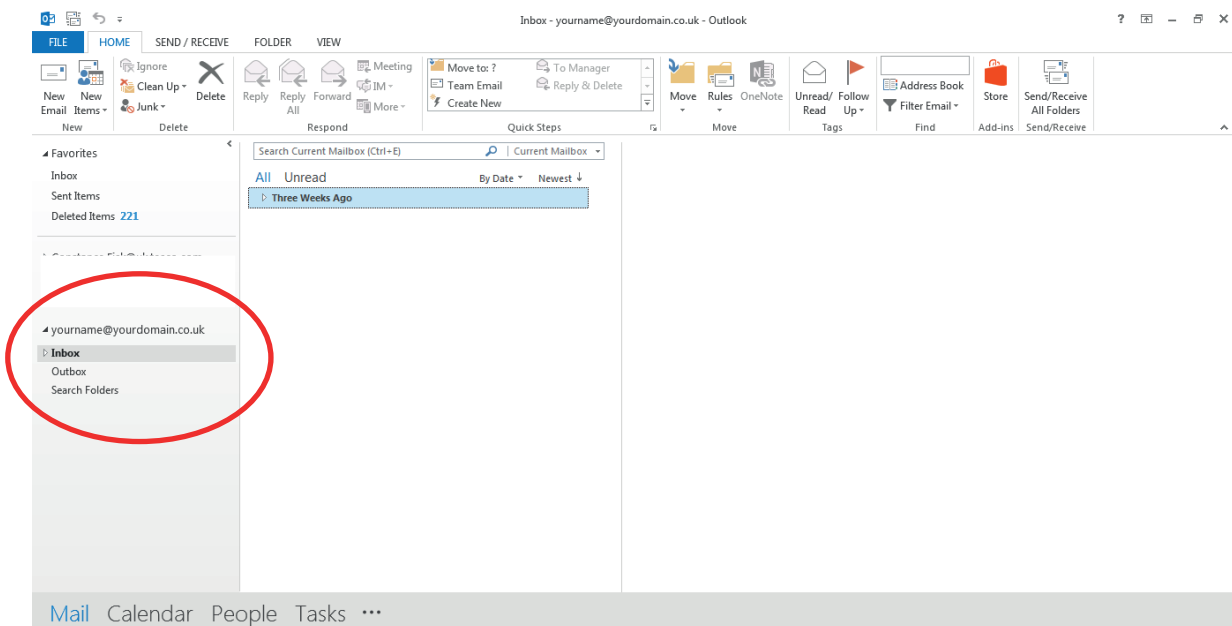 Inbox - yourname@yourdomain.co.uk - Outlook
?
FILE HOME SEND / RECEIVE FOLDER VIEW
New Email
New Items
New
Ignore
Clean Up
Junk
Delete
Delete
Reply
Reply All
Forward
Meeting
IM
More
Respond
Move to: ?
Team Email
Create New
To Manager
Reply & Delete
Quick Steps
Move
Rules
OneNote
Move
Unread/ Read
Follow Up
Tags
Address Book
Filter Email
Find
Store
Add-ins
Send/Receive All Folders
Send/Receive
Favorites
Inbox
Sent Items
Deleted Items 221
yourname@yourdomain.co.uk
Inbox
Outbox
Search Folders
Search Current Mailbox (Ctrl+E) Current Mailbox
All Unread By Date Newest
Three Weeks Ago
Mail Calendar People Tasks ...